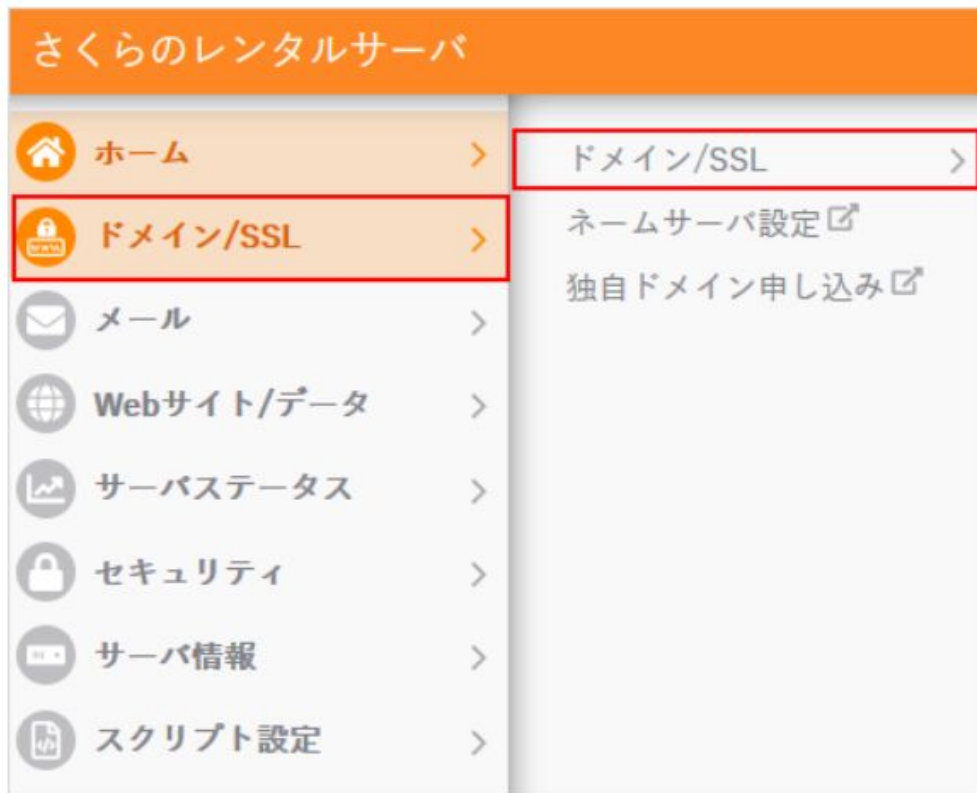 さくらのレンタルサーバ
ホーム
ドメイン/SSL
メール
Webサイト/データ
サーバステータス
セキュリティ
サーバ情報
スクリプト設定
ドメイン/SSL
ネームサーバ設定
独自ドメイン申し込み